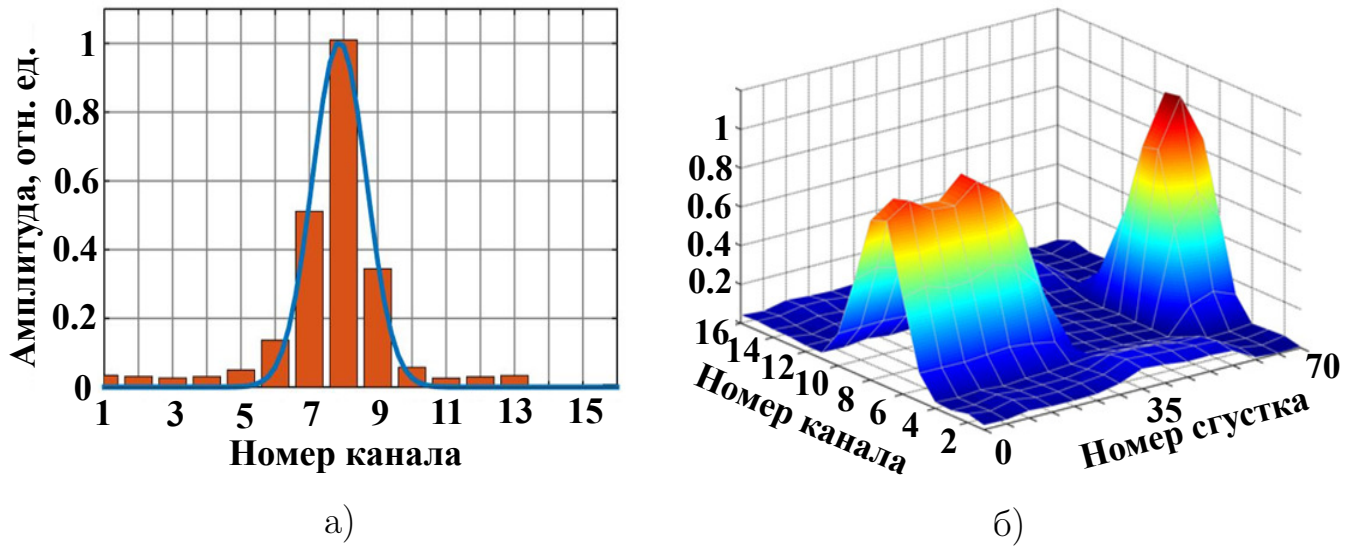 Амплитуда, отн. ед.
1
0.8
0.6
0.4
0.2
0
1 3 5 7 9 11 13 15
Номер канала
а)
1
0.8
0.6
0.4
0.2
16 14 12 10 8 6 4 2
Номер канала
0 35 70
Номер сгустка
б)